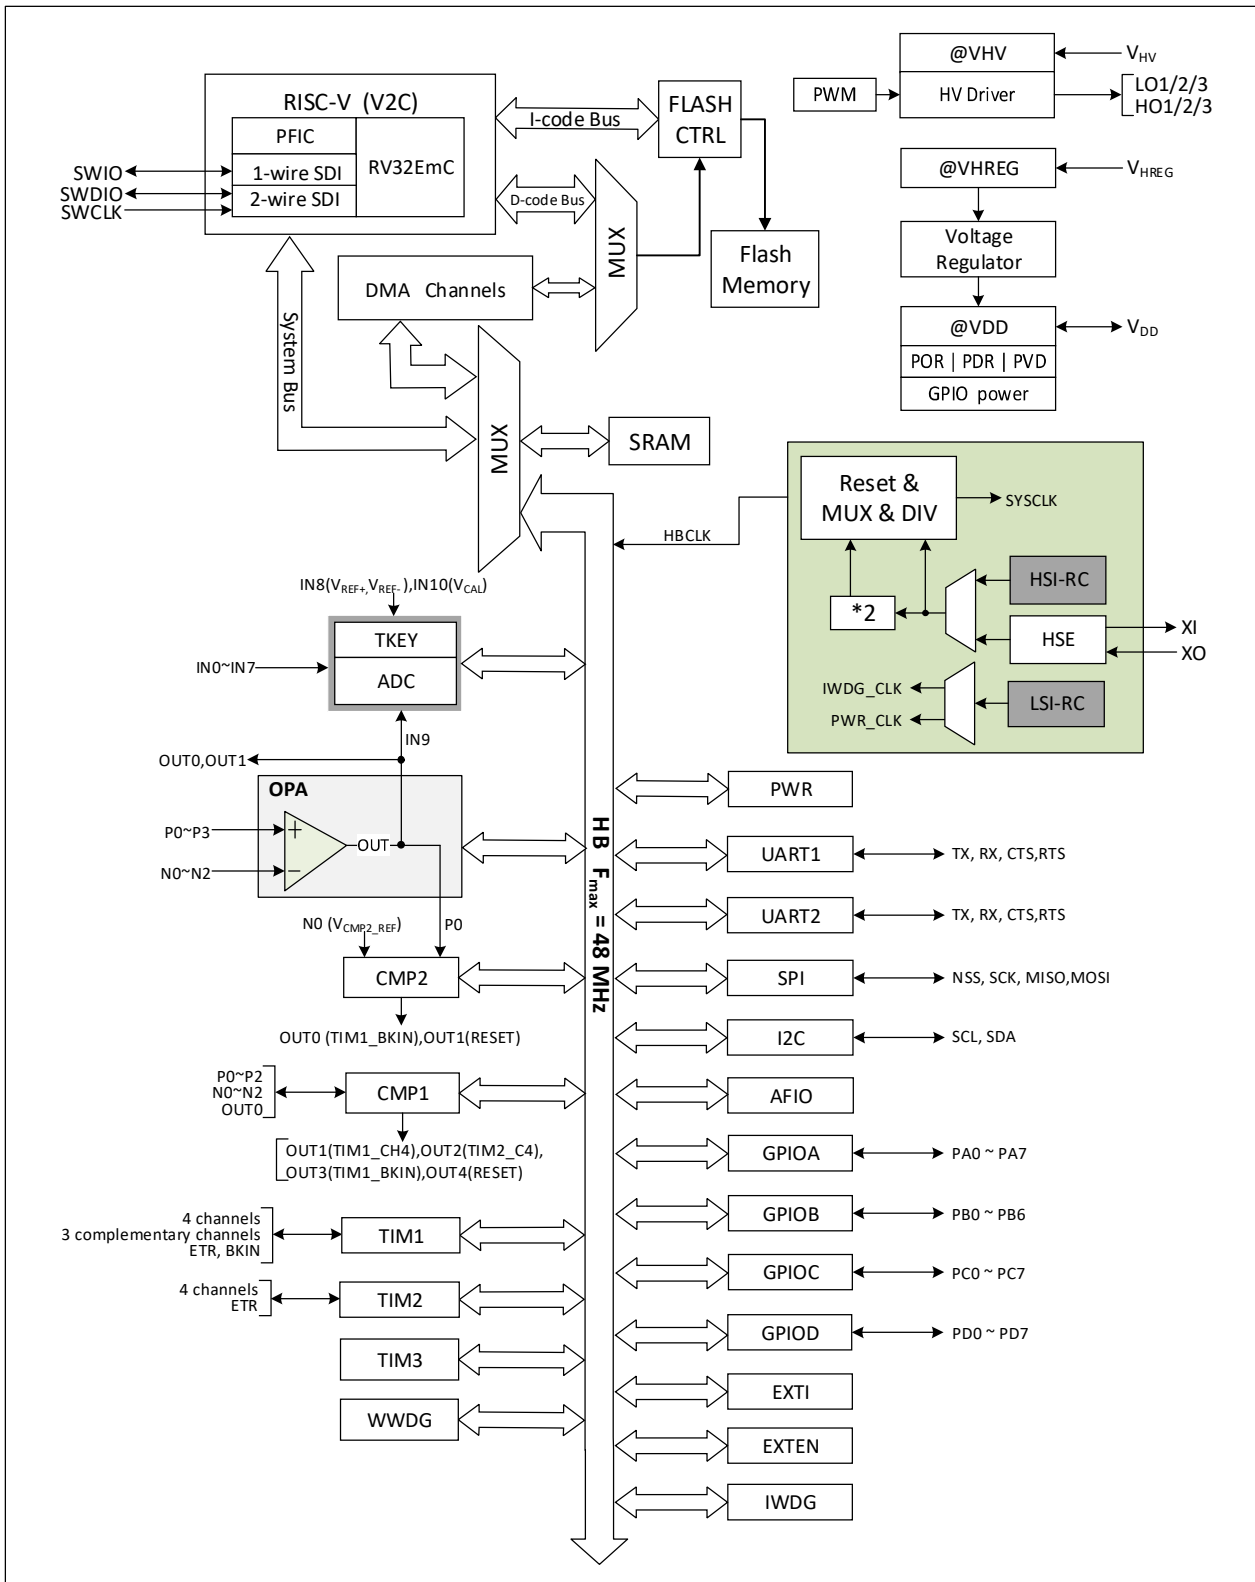 RISC-V (V2C)
PFIC
1-wire SDI
2-wire SDI
RV32EmC
SWIO
SWDIO
SWCLK
I-code Bus
D-code Bus
FLASH
CTRL
MUX
Flash
Memory
DMA Channels
System Bus
MUX
SRAM
@VHV
HV Driver
PWM
VHV
LO1/2/3
HO1/2/3
@VHREG
VHREG
Voltage
Regulator
@VDD
VDD
POR | PDR | PVD
GPIO power
Reset &
MUX & DIV
SYSCLK
HBCLK
*2
HSI-RC
HSE
XI
XO
IWDG_CLK
PWR_CLK
LSI-RC
IN8(VREF+,VREF-),IN10(VCAL)
TKEY
ADC
IN0~IN7
IN9
OUT0,OUT1
OPA
P0~P3
N0~N2
+
−
OUT
N0 (VCMP2_REF)
P0
CMP2
OUT0 (TIM1_BKIN),OUT1(RESET)
P0~P2
N0~N2
OUT0
CMP1
OUT1(TIM1_CH4),OUT2(TIM2_C4),
OUT3(TIM1_BKIN),OUT4(RESET)
4 channels
3 complementary channels
ETR, BKIN
TIM1
4 channels
ETR
TIM2
TIM3
WWDG
HB Fmax = 48 MHz
PWR
UART1
TX, RX, CTS,RTS
UART2
TX, RX, CTS,RTS
SPI
NSS, SCK, MISO,MOSI
I2C
SCL, SDA
AFIO
GPIOA
PA0 ~ PA7
GPIOB
PB0 ~ PB6
GPIOC
PC0 ~ PC7
GPIOD
PD0 ~ PD7
EXTI
EXTEN
IWDG